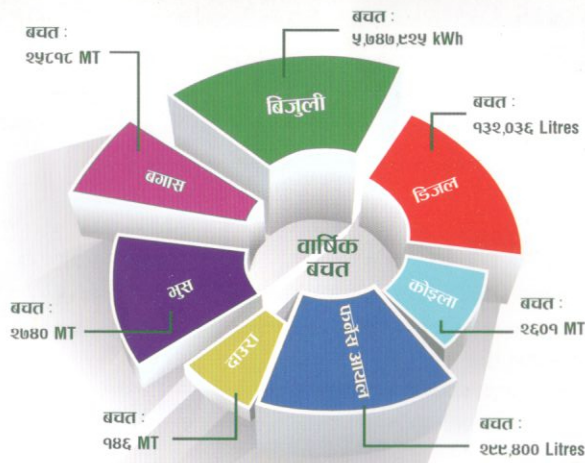 बचत :
५,७४७,९२५ kWh
बचत :
२५८१८ MT
बिजुली
बचत :
१३२,०३६ Litres
डिजल
बगास
वार्षिक
बचत
भुस
कोइला
बचत :
२७४० MT
बचत :
२६०१ MT
दाउरा
फर्नेस आयल
बचत :
१४६ MT
बचत :
२९९,४०० Litres